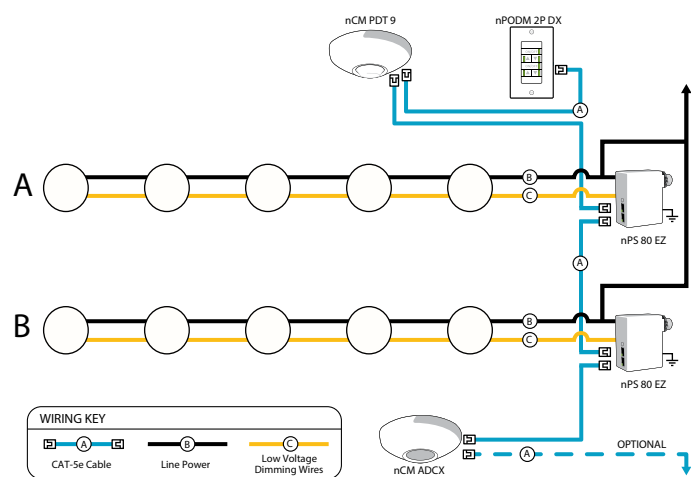 nCM PDT 9
nPODM 2P DX
A
A
B
C
nPS 80 EZ
A
B
B
C
nPS 80 EZ
WIRING KEY
A
B
C
CAT-5e Cable
Line Power
Low Voltage
Dimming Wires
nCM ADCX
A
OPTIONAL